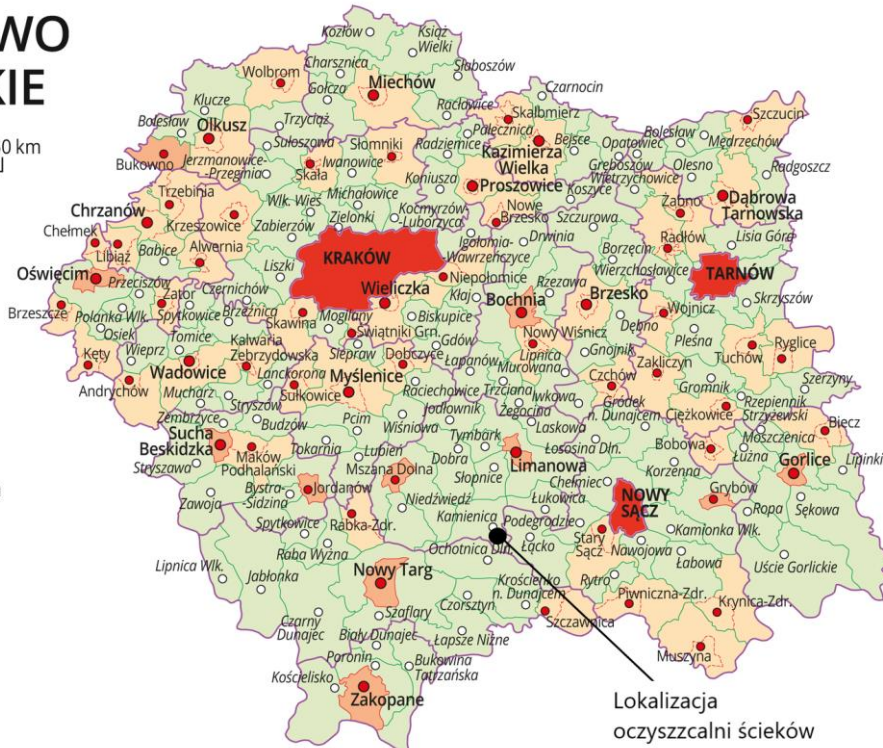 WO
KIE
0 km
Kozłów
Książ
Wielki
Charsznica
Słaboszów
Wolbrom
Miechów
Gołcza
Czarnocin
Klucze
Racławice
Skalbmierz
Szczucin
Bolesław
Trzyciąż
Pałecznica
Bolesław
Mędrzechów
Olkusz
Sułoszowa
Słomniki
Radziemice
Bejsce
Opatowiec
Bukowno
Jerzmanowice-
Przeginia
Iwanowice
Kazimierza
Wielka
Gręboszów
Olesno
Radgoszcz
Skała
Koniusza
Wietrzychowice
Trzebinia
Michałowice
Proszowice
Koszyce
Żabno
Dąbrowa
Tarnowska
Chrzanów
Wlk. Wieś
Kocmyrzów
-Luborzyca
Nowe
Brzesko
Szczurowa
Chełmek
Krzeszowice
Zielonki
Radłów
Libiąż
Babice
Alwernia
Zabierzów
Igołomia-
Wawrzeńczyce
Drwinia
Borzęcin
Lisia Góra
Oświęcim
Liszki
KRAKÓW
Wierzchosławice
TARNÓW
Przeciszów
Czernichów
Wieliczka
Niepołomice
Rzezawa
Skrzyszów
Brzeszcze
Zator
Kłaj
Bochnia
Brzesko
Polanka Wlk.
Spytkowice
Brzeźnica
Mogilany
Biskupice
Wojnicz
Osiek
Tomice
Skawina
Świątniki Grn.
Nowy Wiśnicz
Dębno
Kęty
Wieprz
Kalwaria
Zebrzydowska
Siepraw
Gdów
Pleśna
Ryglice
Wadowice
Dobczyce
Łapanów
Lipnica
Murowana
Gnojnik
Zakliczyn
Tuchów
Andrychów
Lanckorona
Myślenice
Czchów
Szerzyny
Mucharz
Sułkowice
Raciechowice
Trzciana
Iwkowa
Gromnik
Rzepiennik
Strzyżewski
Stryszów
Jodłownik
Żegocina
Gródek
n. Dunajcem
Ciężkowice
Zembrzyce
Budzów
Pcim
Wiśniowa
Laskowa
Biecz
Sucha
Beskidzka
Tymbark
Moszczenica
Maków
Podhalański
Tokarnia
Lubień
Dobra
Łososina Dln.
Bobowa
Łużna
Stryszawa
Mszana Dolna
Limanowa
Korzenna
Gorlice
Lipinki
Bystra
-Sidzina
Jordanów
Słopnice
Chełmiec
Zawoja
Niedźwiedź
Łukowica
NOWY
SĄCZ
Grybów
Ropa
Sękowa
Spytkowice
Rabka-Zdr.
Kamienica
Podegrodzie
Kamionka Wlk.
Raba Wyżna
Ochotnica Dln.
Łącko
Stary
Sącz
Nawojowa
Lipnica Wlk.
Łabowa
Uście Gorlickie
Jabłonka
Nowy Targ
Krościenko
n. Dunajcem
Rytro
Czorsztyn
Piwniczna-Zdr.
Krynica-Zdr.
Szaflary
Szczawnica
Czarny
Dunajec
Biały Dunajec
Łapsze Niżne
Muszyna
Poronin
Bukowina
Tatrzańska
Kościelisko
Zakopane
Lokalizacja
oczyszzcalni ścieków